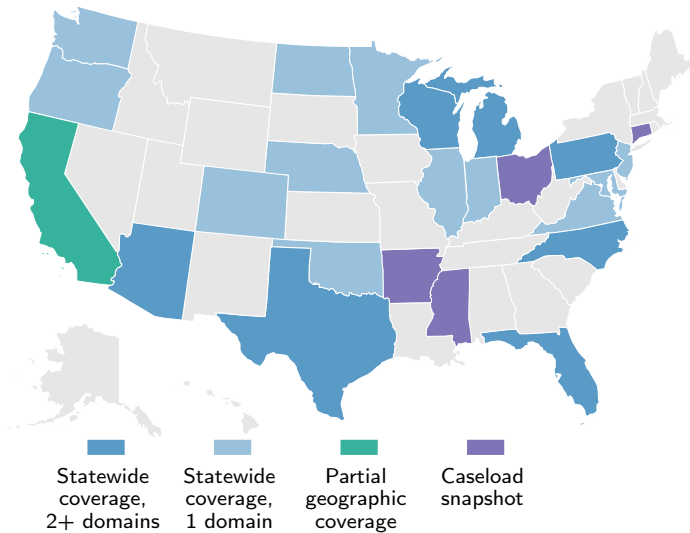 Statewide
coverage,
2+ domains
Statewide
coverage,
1 domain
Partial
geographic
coverage
Caseload
snapshot